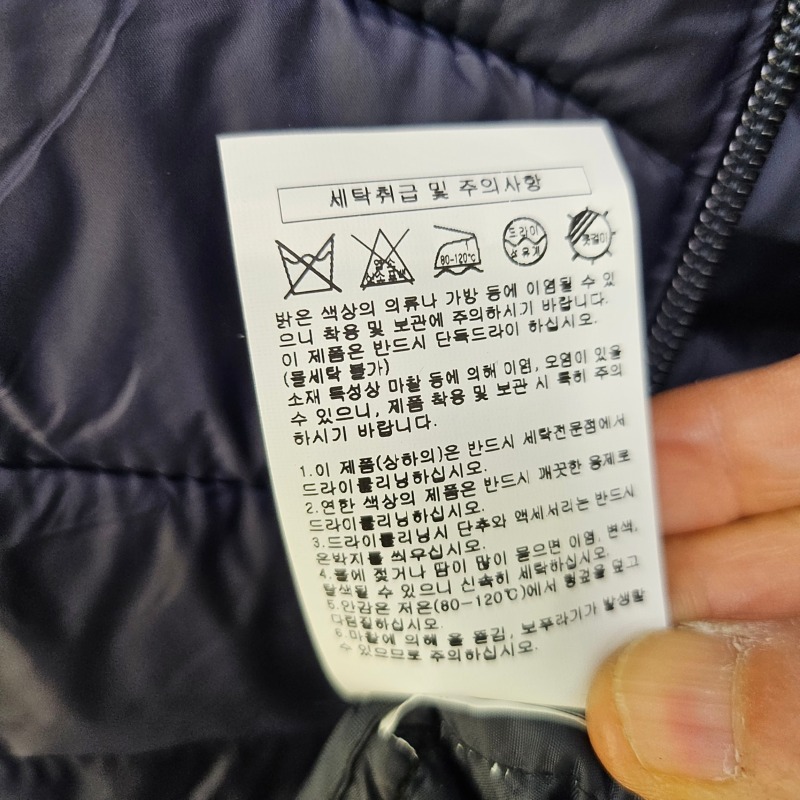 세탁취급 및 주의사항
염소 산소표백
80-120℃
드라이
석유계
옷걸이
밝은 색상의 의류나 가방 등에 이염될 수 있
으니 착용 및 보관에 주의하시기 바랍니다.
이 제품은 반드시 단독드라이 하십시오.
(물세탁 불가)
소재 특성상 마찰 등에 의해 이염, 오염이 있을
수 있으니, 제품 착용 및 보관 시 특히 주의
하시기 바랍니다.
1.이 제품(상하의)은 반드시 세탁전문점에서
드라이클리닝하십시오.
2.연한 색상의 제품은 반드시 깨끗한 용제로
드라이클리닝하십시오.
3.드라이클리닝시 단추와 액세서리는 반드시
은박지를 씌우십시오.
4.물에 젖거나 땀이 많이 묻으면 이염, 변색,
탈색될 수 있으니 신속히 세탁하십시오.
5.안감은 저온(80-120℃)에서 헝겊을 덮고
다림질하십시오.
6.마찰에 의해 올 뜯김, 보푸라기가 발생할
수 있으므로 주의하십시오.